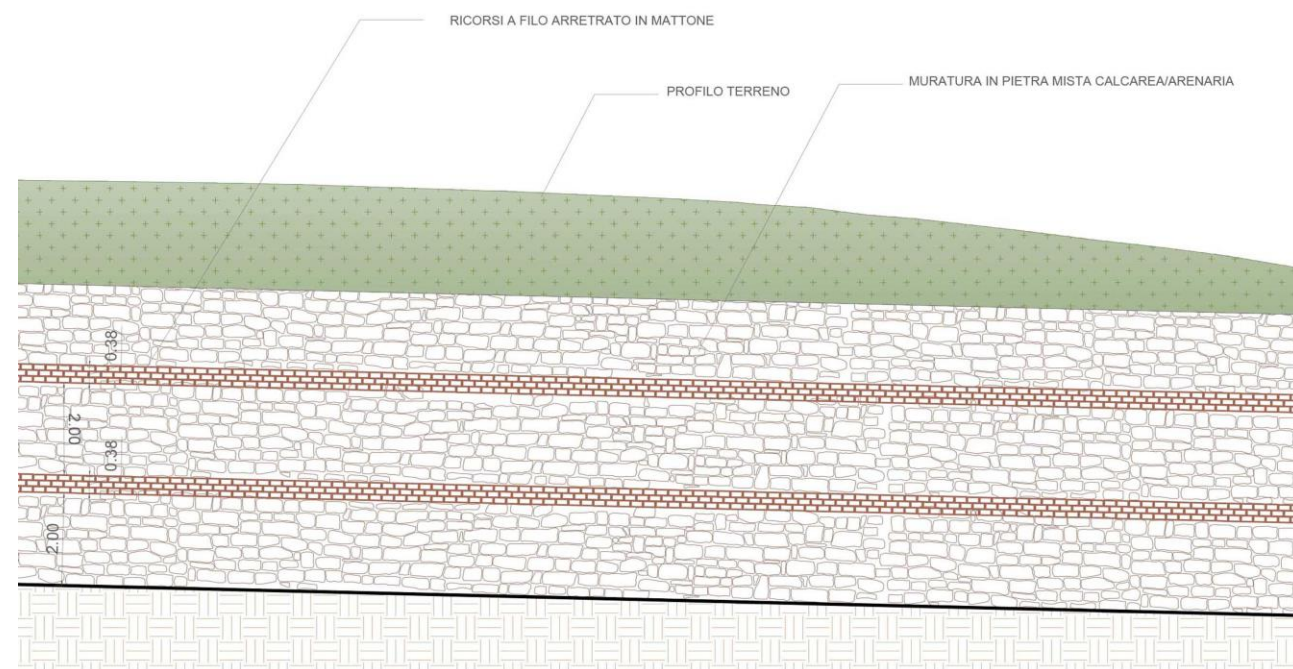 RICORSI A FILO ARRETRATO IN MATTONE
MURATURA IN PIETRA MISTA CALCAREA/ARENARIA
PROFILO TERRENO
0.38
2.00
0.38
2.00